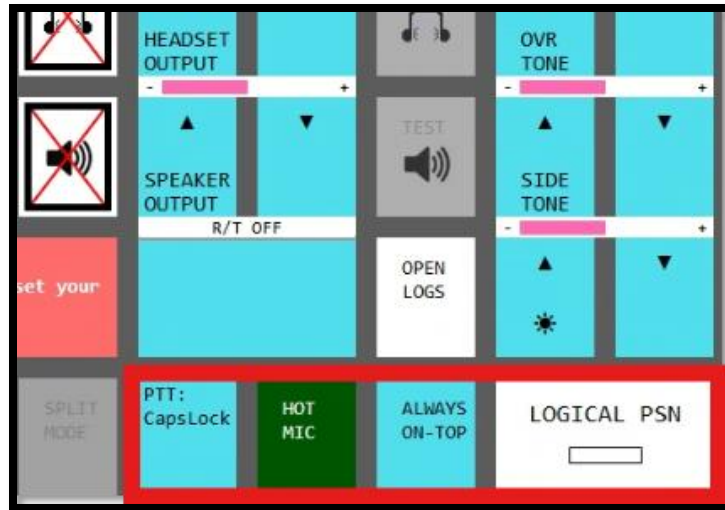 HEADSET
OUTPUT
OVR
TONE
- +
- +
TEST
SPEAKER
OUTPUT
SIDE
TONE
R/T OFF
- +
set your
OPEN
LOGS
SPLIT
MODE
PTT:
CapsLock
HOT
MIC
ALWAYS
ON-TOP
LOGICAL PSN